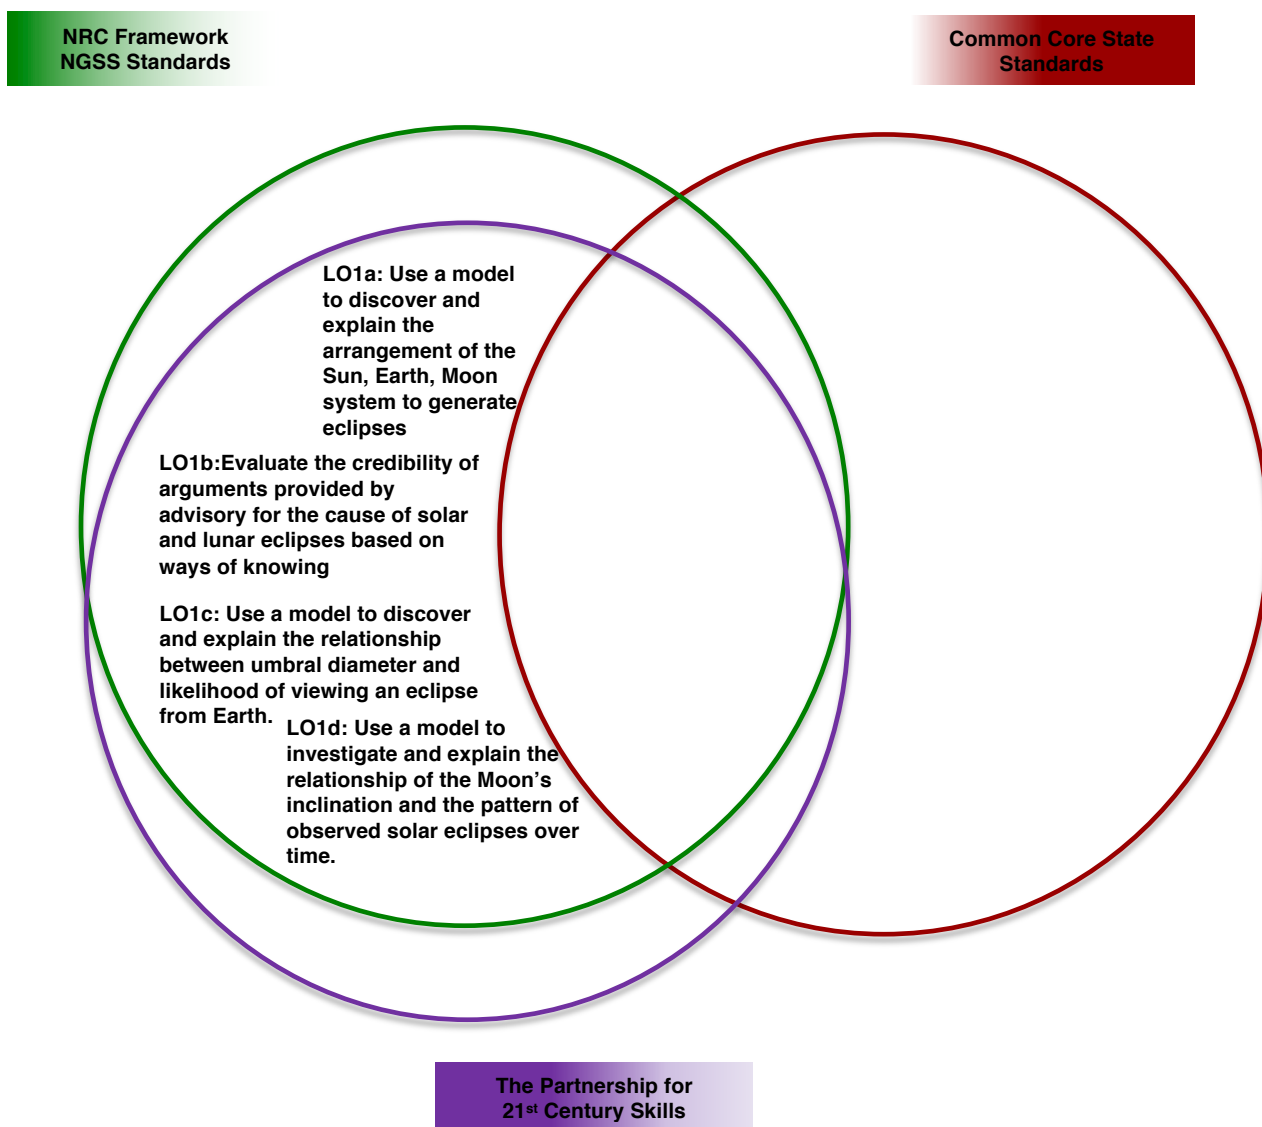 NRC Framework
NGSS Standards
Common Core State
Standards
LO1a: Use a model
to discover and
explain the
arrangement of the
Sun, Earth, Moon
system to generate
eclipses
LO1b:Evaluate the credibility of
arguments provided by
advisory for the cause of solar
and lunar eclipses based on
ways of knowing
LO1c: Use a model to discover
and explain the relationship
between umbral diameter and
likelihood of viewing an eclipse
from Earth.
LO1d: Use a model to
investigate and explain the
relationship of the Moon’s
inclination and the pattern of
observed solar eclipses over
time.
The Partnership for
21st Century Skills